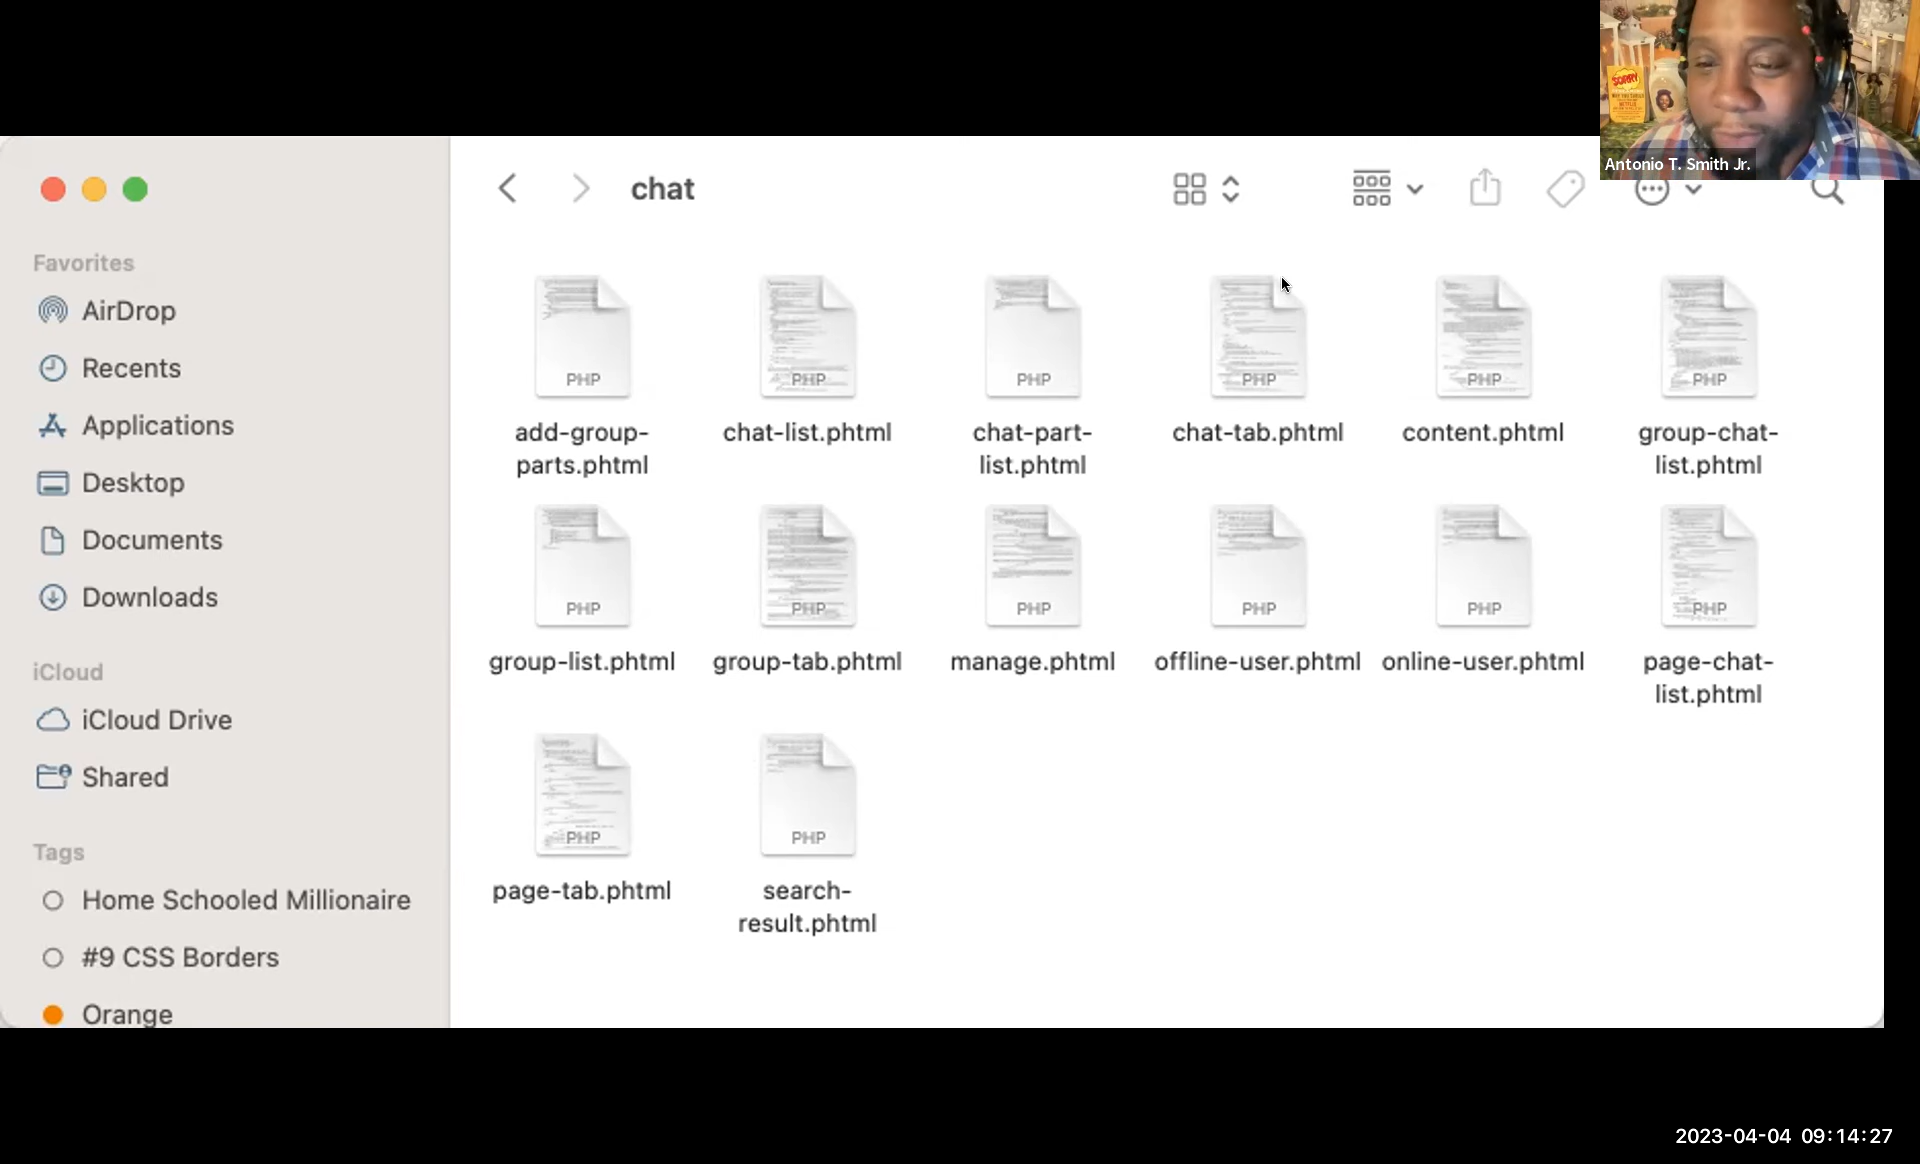 SORRY
Antonio T. Smith Jr.
chat
Favorites
AirDrop
Recents
Applications
Desktop
Documents
Downloads
iCloud
iCloud Drive
Shared
Tags
Home Schooled Millionaire
#9 CSS Borders
Orange
PHP
PHP
PHP
PHP
PHP
PHP
add-group-
parts.phtml
chat-list.phtml
chat-part-
list.phtml
chat-tab.phtml
content.phtml
group-chat-
list.phtml
PHP
PHP
PHP
PHP
PHP
PHP
group-list.phtml
group-tab.phtml
manage.phtml
offline-user.phtml
online-user.phtml
page-chat-
list.phtml
PHP
PHP
page-tab.phtml
search-
result.phtml
2023-04-04 09:14:27